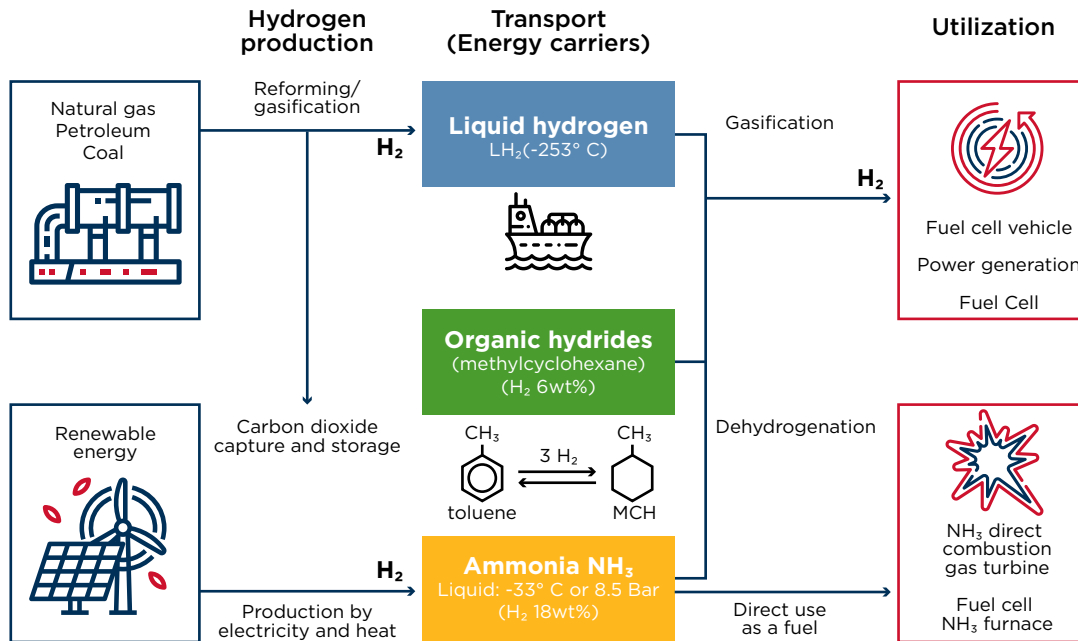 Hydrogen
production
Transport
(Energy carriers)
Utilization
Natural gas
Petroleum
Coal
Reforming/
gasification
H₂
Liquid hydrogen
LH₂(-253° C)
Gasification
H₂
Fuel cell vehicle
Power generation
Fuel Cell
Organic hydrides
(methylcyclohexane)
(H₂ 6wt%)
Renewable
energy
Carbon dioxide
capture and storage
CH₃
3 H₂
CH₃
toluene
MCH
Dehydrogenation
H₂
Production by
electricity and heat
Ammonia NH₃
Liquid: -33° C or 8.5 Bar
(H₂ 18wt%)
Direct use
as a fuel
NH₃ direct
combustion
gas turbine
Fuel cell
NH₃ furnace